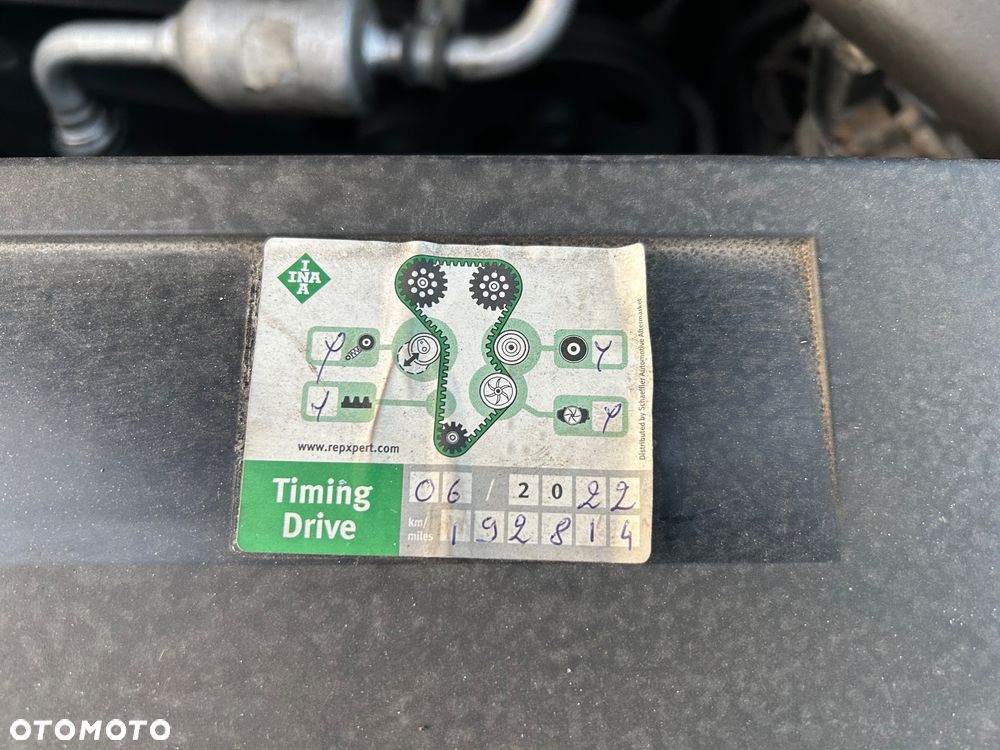 I
INA
A
Distributed by Schaeffler Automotive Aftermarket
www.repxpert.com
Timing
Drive
06 / 2022
km/
miles
192814
OTOMOTO